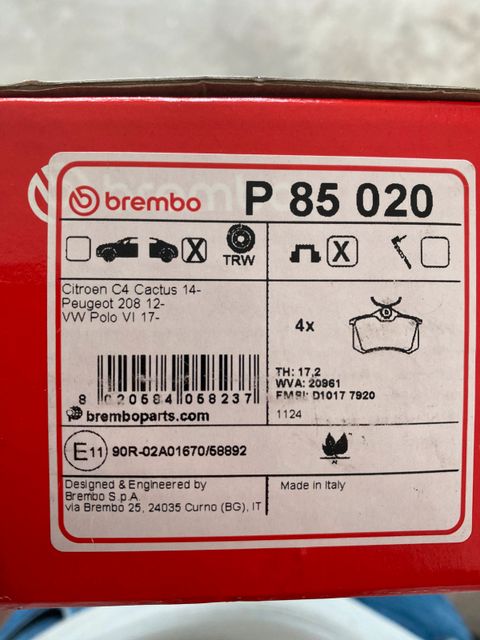 brembo
brembo P 85 020
X
TRW
X
Citroen C4 Cactus 14-
Peugeot 208 12-
VW Polo VI 17-
4x
8 020584 058237
TH: 17,2
WVA: 20961
FMSI: D1017 7920
bremboparts.com
1124
E11 90R-02A01670/58892
N
Designed & Engineered by
Brembo S.p.A.
via Brembo 25, 24035 Curno (BG), IT
Made in Italy